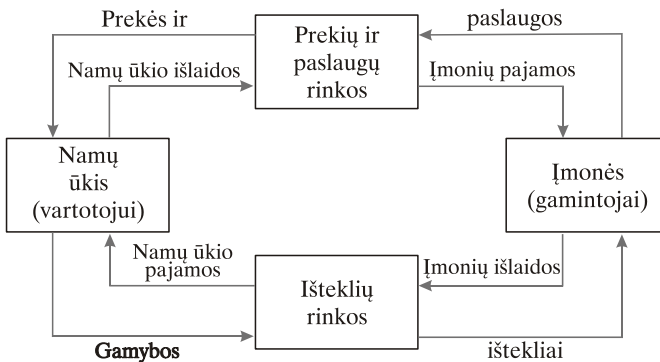 Prekės ir
Prekių ir
paslaugų
rinkos
paslaugos
Namų ūkio išlaidos
Įmonių pajamos
Namų
ūkis
(vartotojui)
Įmonės
(gamintojai)
Namų ūkio
pajamos
Įmonių išlaidos
Išteklių
rinkos
Gamybos
ištekliai